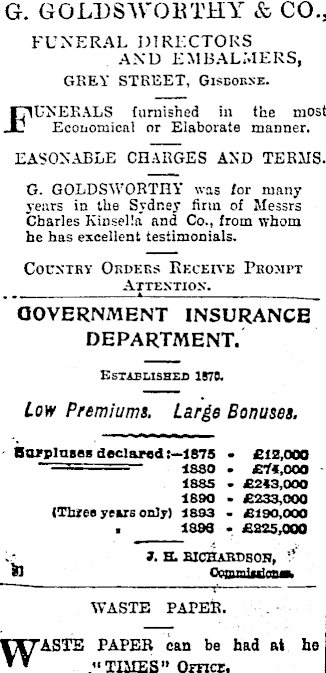 G. GOLDSWORTHY & CO.,
FUNERAL DIRECTORS
AND EMBALMERS,
GREY STREET, GISBORNE.
FUNERALS furnished in the most
Economical or Elaborate manner.
EASONABLE CHARGES AND TERMS.
G. GOLDSWORTHY was for many
years in the Sydney firm of Messrs
Charles Kinsella and Co., from whom
he has excellent testimonials.
COUNTRY ORDERS RECEIVE PROMPT
ATTENTION.
GOVERNMENT INSURANCE
DEPARTMENT.
ESTABLISHED 1870.
Low Premiums. Large Bonuses.
Surpluses declared:—1875 - £12,000
1880 - £74,000
1885 - £243,000
1890 - £233,000
(Three years only) 1893 - £190,000
" 1896 - £225,000
J. H. RICHARDSON,
Commissioner.
WASTE PAPER.
WASTE PAPER can be had at he
"TIMES" OFFICE.